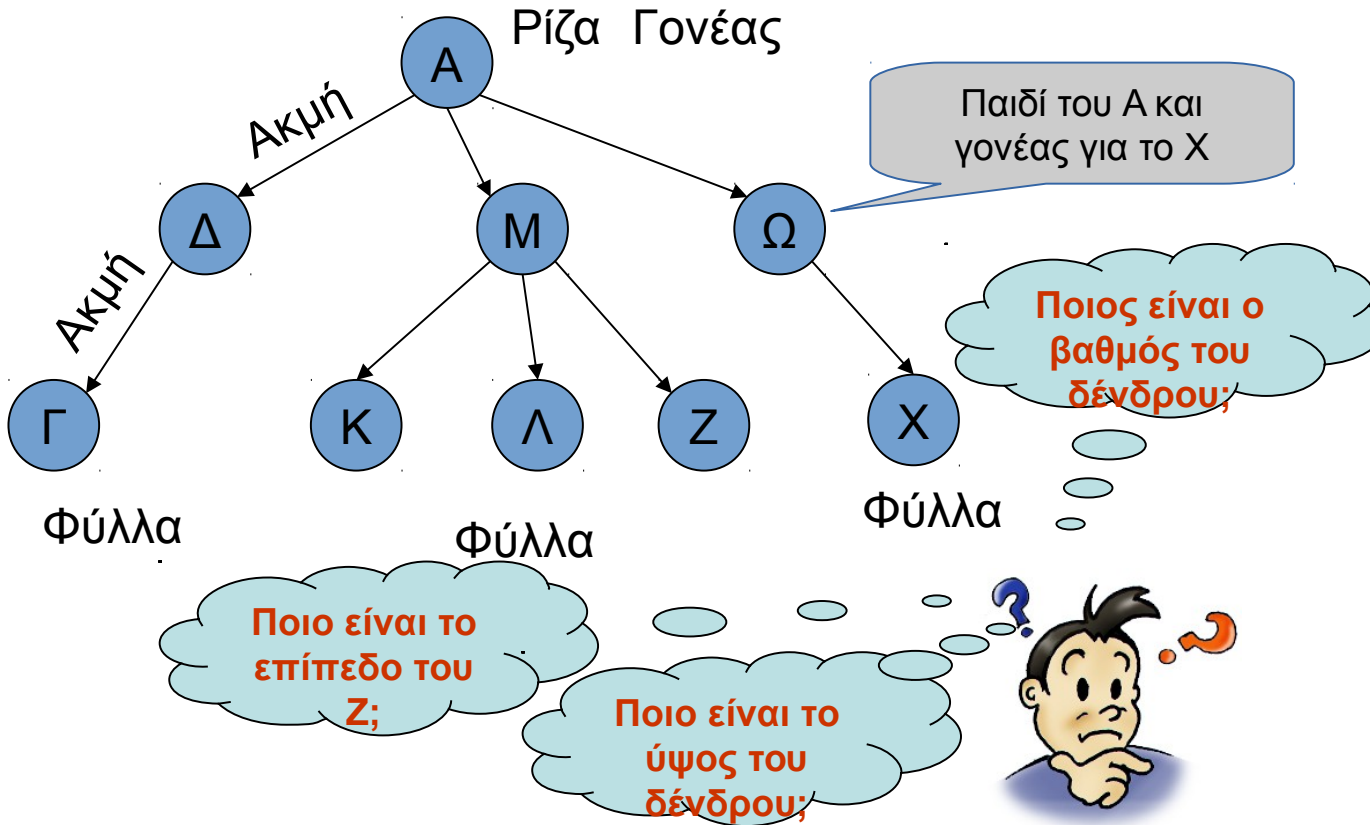 Ρίζα Γονέας
Α
Ακμή
Παιδί του Α και
γονέας για το Χ
Δ
Μ
Ω
Ακμή
Ποιος είναι ο
βαθμός του
δένδρου;
Γ
Κ
Λ
Ζ
Χ
Φύλλα
Φύλλα
Φύλλα
Ποιο είναι το
επίπεδο του
Ζ;
Ποιο είναι το
ύψος του
δένδρου;
?
?